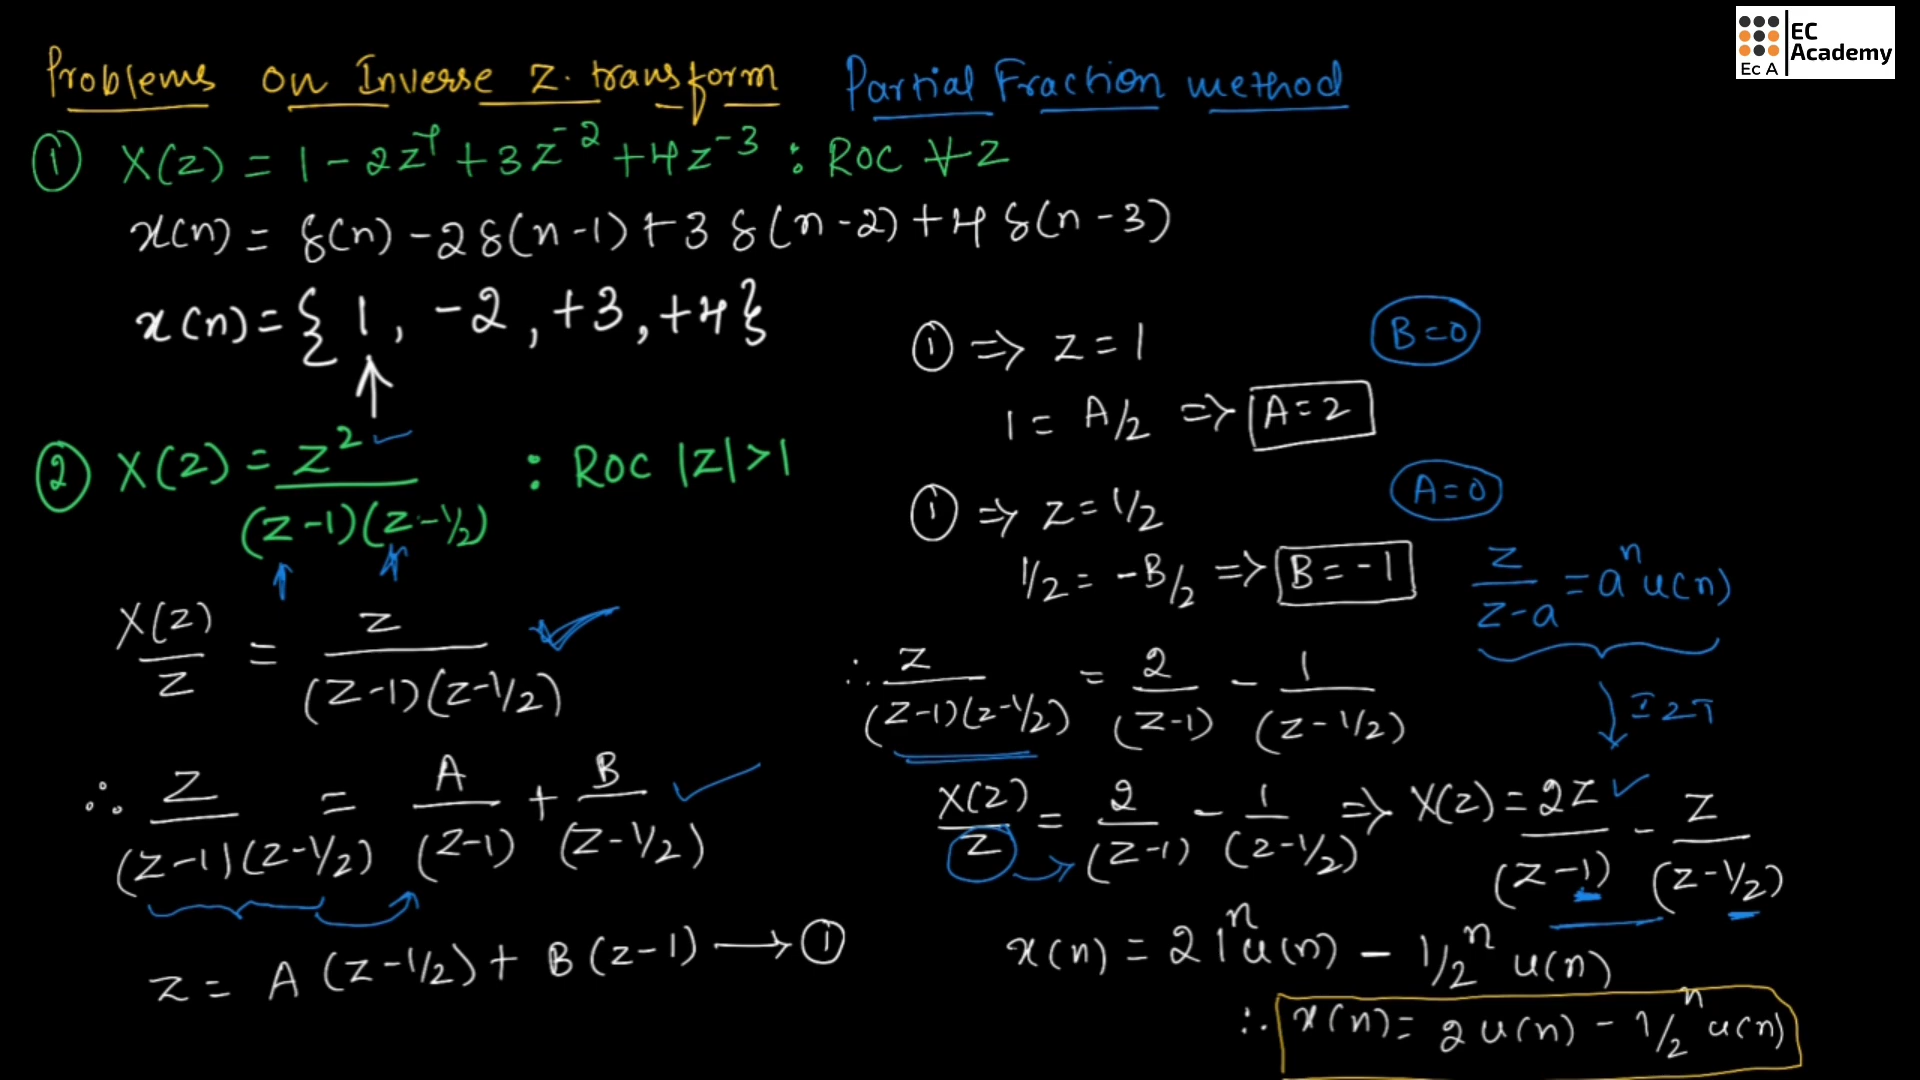 Problems on Inverse Z. transform Partial Fraction method
EC
Academy
Ec A
① X(z) = 1 - 2z⁻¹ + 3z⁻² + 4z⁻³ : ROC ∀ z
x(n) = δ(n) - 2δ(n-1) + 3δ(n-2) + 4δ(n-3)
x(n) = { 1, -2, +3, +4 }
↑
② X(z) = z² / (z-1)(z-1/2) : ROC |z| > 1
X(z)/z = z / (z-1)(z-1/2)
∴ z / (z-1)(z-1/2) = A/(z-1) + B/(z-1/2)
z = A(z-1/2) + B(z-1) → ①
① ⇒ z = 1
B = 0
1 = A/2 ⇒ A = 2
① ⇒ z = 1/2
A = 0
1/2 = -B/2 ⇒ B = -1
z/(z-a) = aⁿu(n)
↓ IZT
∴ z / (z-1)(z-1/2) = 2/(z-1) - 1/(z-1/2)
X(z)/z = 2/(z-1) - 1/(z-1/2) ⇒ X(z) = 2z/(z-1) - z/(z-1/2)
x(n) = 2 1ⁿ u(n) - 1/2ⁿ u(n)
∴ x(n) = 2 u(n) - 1/2ⁿ u(n)